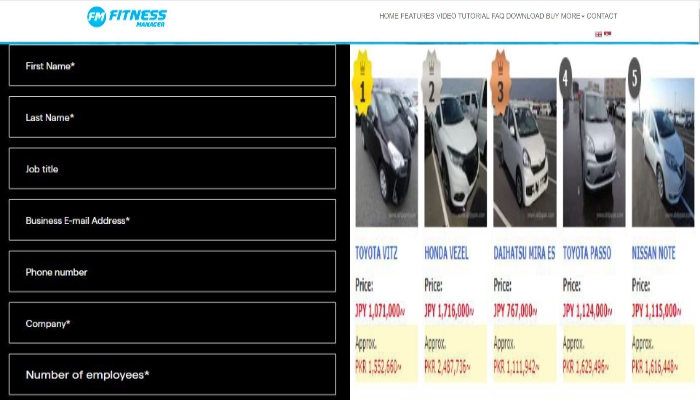 FM FITNESS
MANAGER
HOME FEATURES VIDEO TUTORIAL FAQ DOWNLOAD BUY MORE CONTACT
First Name*
Last Name*
Job title
Business E-mail Address*
Phone number
Company*
Number of employees*
1 2 3 4 5
TOYOTA VITZ HONDA VEZEL DAIHATSU MIRA ES TOYOTA PASSO NISSAN NOTE
Price: Price: Price: Price: Price:
JPY 1,071,000~ JPY 1,716,000~ JPY 767,000~ JPY 1,124,000~ JPY 1,115,000~
Approx. Approx. Approx. Approx. Approx.
PKR 1,552,660~ PKR 2,487,736~ PKR 1,111,942~ PKR 1,629,496~ PKR 1,616,448~